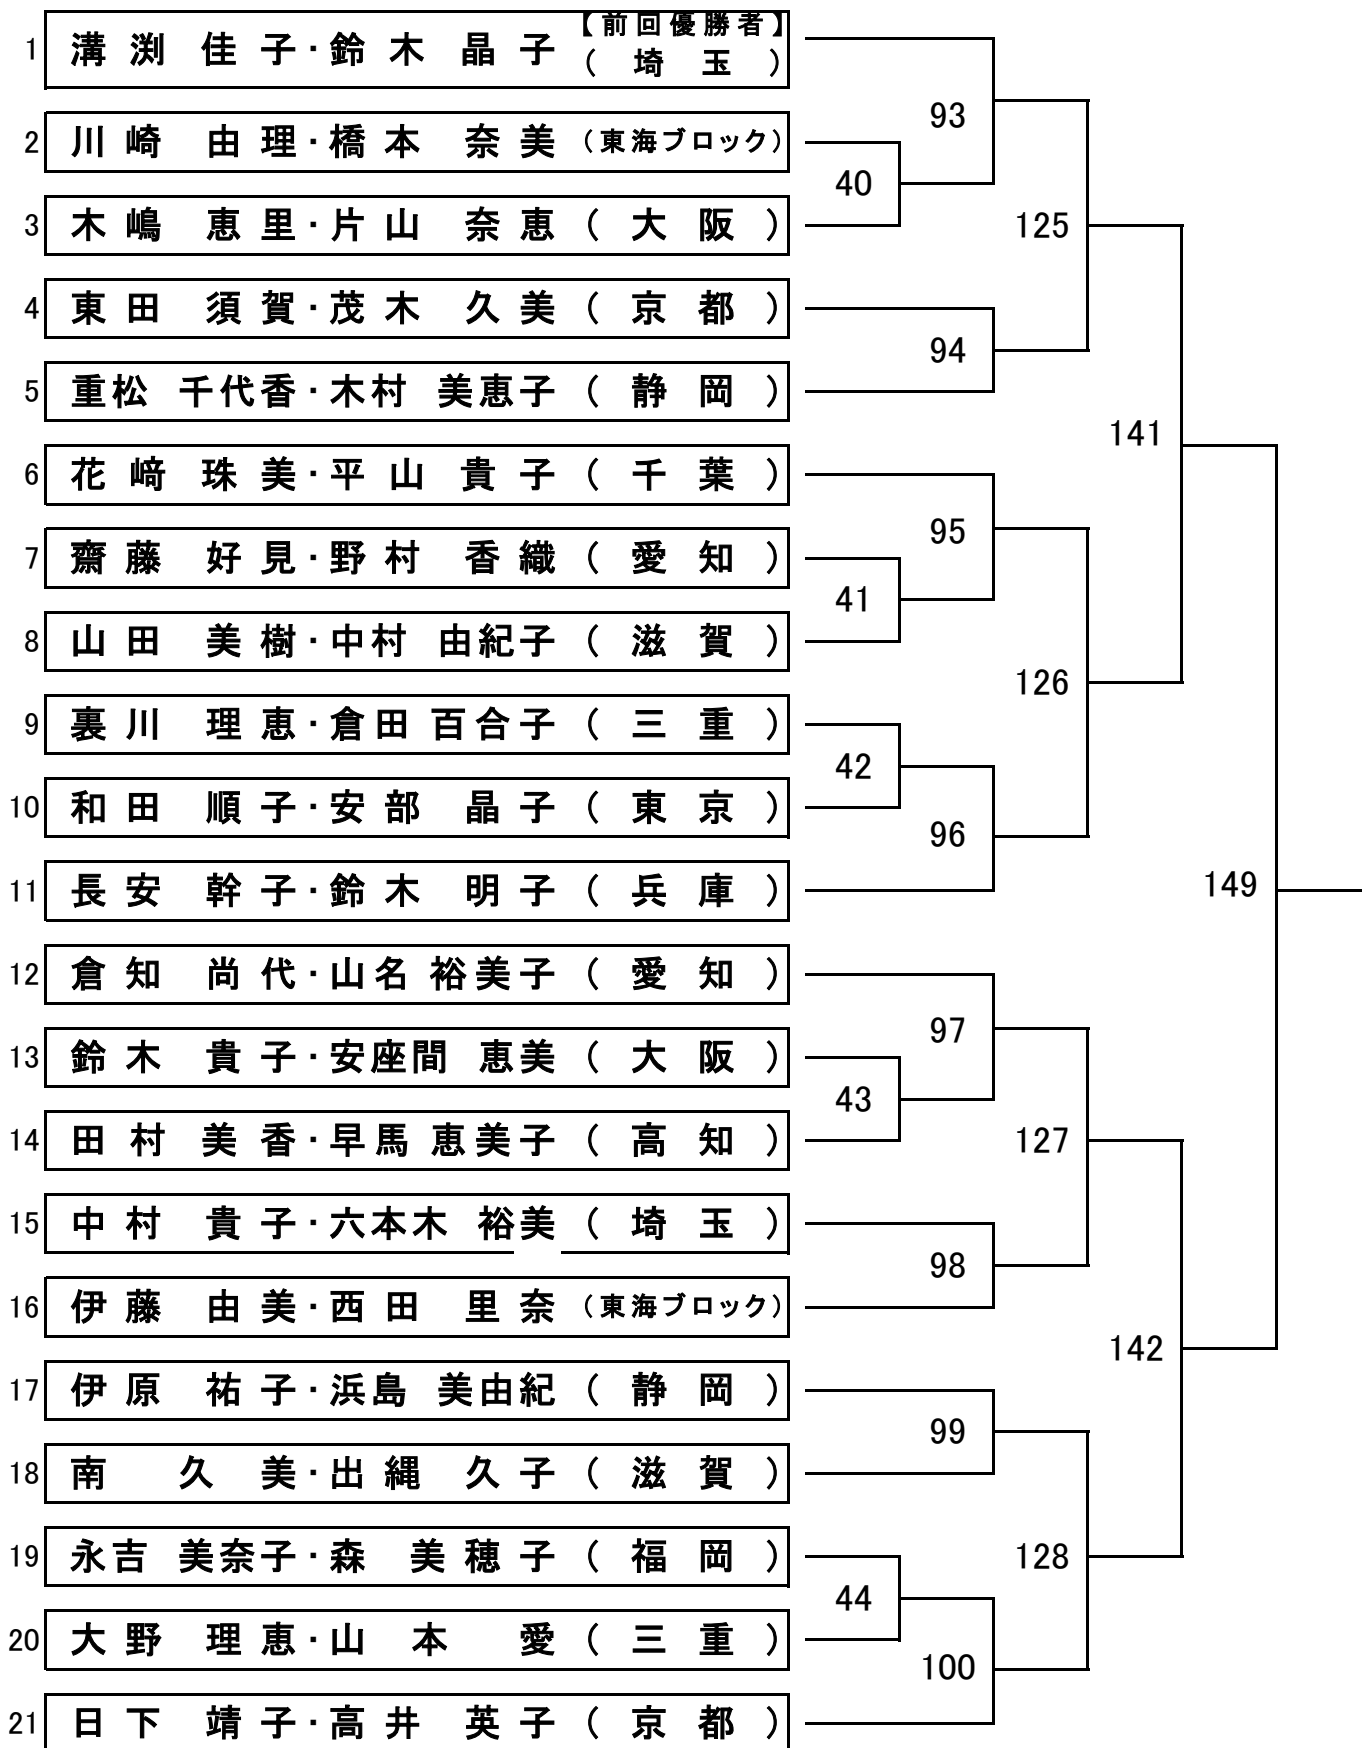 【前回優勝者】
1 溝渕 佳子・鈴木 晶子 (埼玉)
93
2 川崎 由理・橋本 奈美 (東海ブロック)
40
3 木嶋 恵里・片山 奈恵 (大阪)
125
4 東田 須賀・茂木 久美 (京都)
94
5 重松 千代香・木村 美恵子 (静岡)
141
6 花﨑 珠美・平山 貴子 (千葉)
95
7 齋藤 好見・野村 香織 (愛知)
41
8 山田 美樹・中村 由紀子 (滋賀)
126
9 裏川 理恵・倉田 百合子 (三重)
42
10 和田 順子・安部 晶子 (東京)
96
11 長安 幹子・鈴木 明子 (兵庫)
149
12 倉知 尚代・山名 裕美子 (愛知)
97
13 鈴木 貴子・安座間 恵美 (大阪)
43
14 田村 美香・早馬 恵美子 (高知)
127
15 中村 貴子・六本木 裕美 (埼玉)
98
16 伊藤 由美・西田 里奈 (東海ブロック)
142
17 伊原 祐子・浜島 美由紀 (静岡)
99
18 南 久美・出縄 久子 (滋賀)
19 永吉 美奈子・森 美穂子 (福岡)
128
44
20 大野 理恵・山本 愛 (三重)
100
21 日下 靖子・高井 英子 (京都)